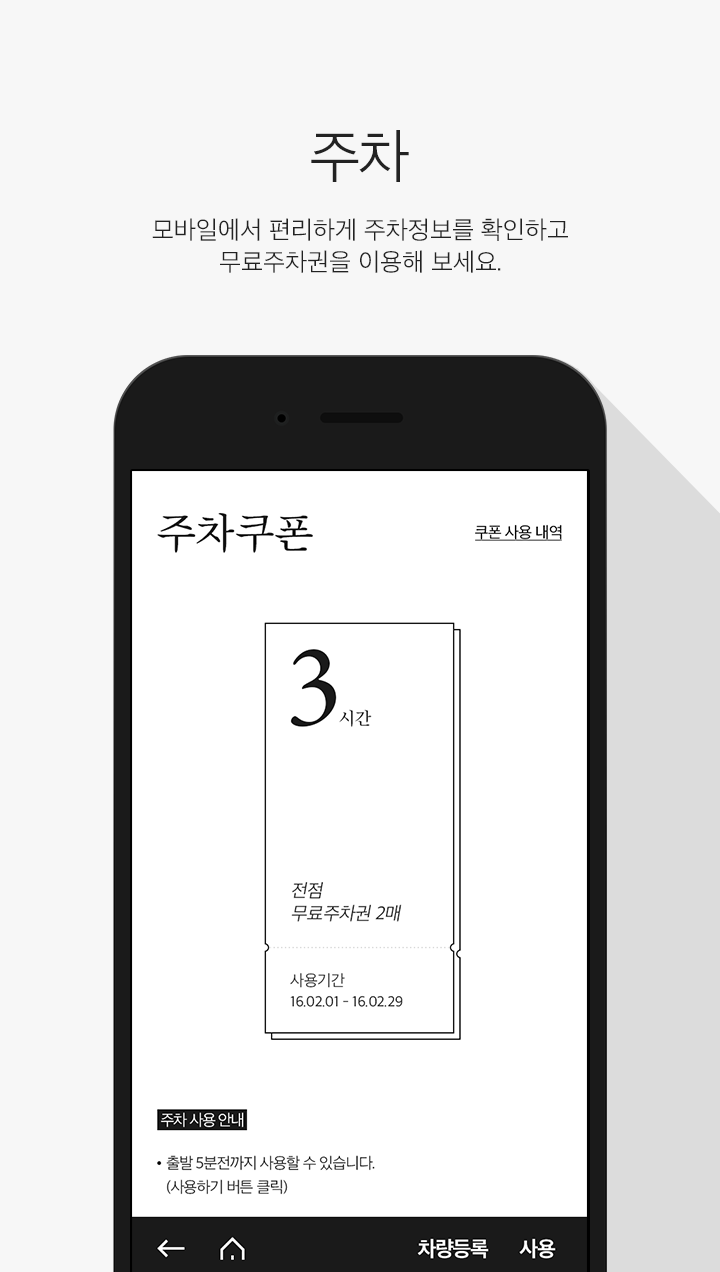 주차
모바일에서 편리하게 주차정보를 확인하고
무료주차권을 이용해 보세요.
주차쿠폰
쿠폰 사용 내역
3시간
전점
무료주차권 2매
사용기간
16.02.01 - 16.02.29
주차 사용 안내
• 출발 5분전까지 사용할 수 있습니다.
(사용하기 버튼 클릭)
차량등록 사용